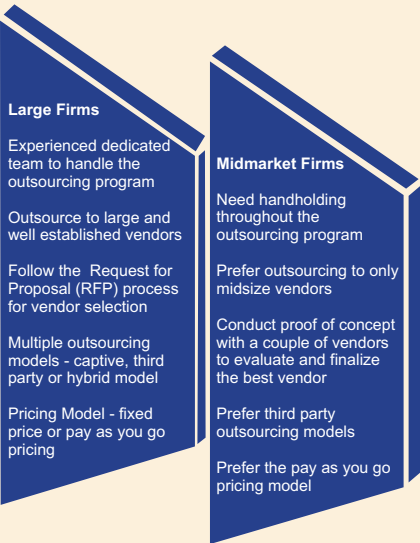 Large Firms
Experienced dedicated
team to handle the
outsourcing program
Outsource to large and
well established vendors
Follow the  Request for
Proposal (RFP) process
for vendor selection
Multiple outsourcing
models - captive, third
party or hybrid model
Pricing Model - fixed
price or pay as you go
pricing
Midmarket Firms
Need handholding
throughout the
outsourcing program
Prefer outsourcing to only
midsize vendors
Conduct proof of concept
with a couple of vendors
to evaluate and finalize
the best vendor
Prefer third party
outsourcing models
Prefer the pay as you go
pricing model